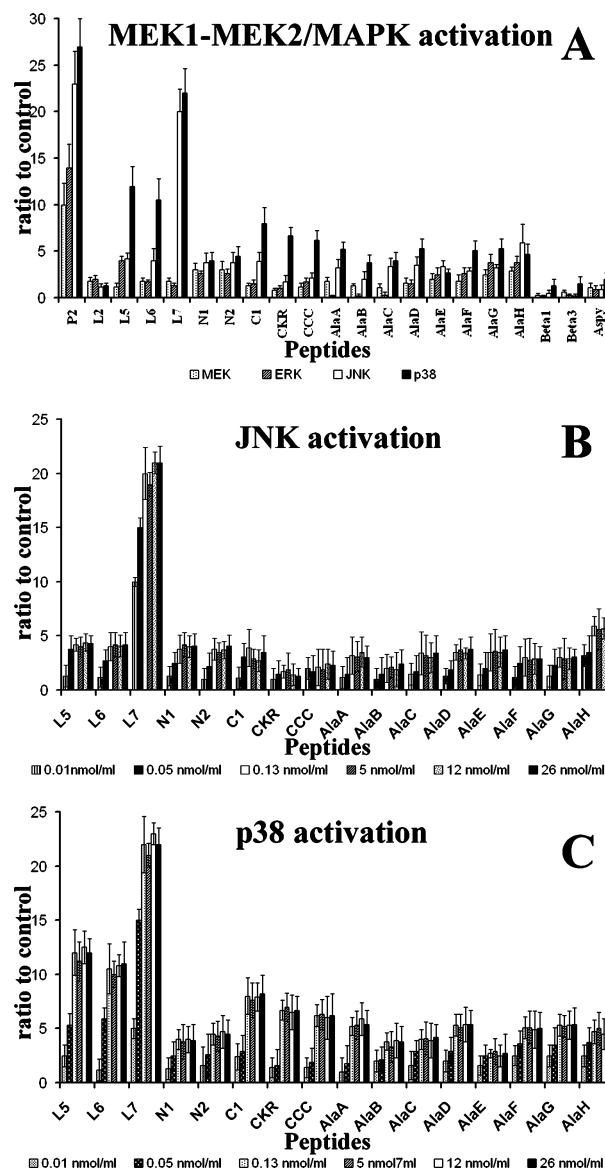 MEK1-MEK2/MAPK activation
A
ratio to control
30
25
20
15
10
5
0
P2 L2 L5 L6 L7 N1 N2 C1 CKR CCC AlaA AlaB AlaC AlaD AlaE AlaF AlaG AlaH Beta1 Beta3 Aspy
Peptides
MEK ERK JNK p38
JNK activation
B
ratio to control
25
20
15
10
5
0
L5 L6 L7 N1 N2 C1 CKR CCC AlaA AlaB AlaC AlaD AlaE AlaF AlaG AlaH
Peptides
0.01nmol/ml 0.05 nmol/ml 0.13 nmol/ml 5 nmol/ml 12 nmol/ml 26 nmol/ml
p38 activation
C
ratio to control
25
20
15
10
5
0
L5 L6 L7 N1 N2 C1 CKR CCC AlaA AlaB AlaC AlaD AlaE AlaF AlaG AlaH
Peptides
0.01 nmol/ml 0.05 nmol/ml 0.13 nmol/ml 5 nmol7ml 12 nmol/ml 26 nmol/ml